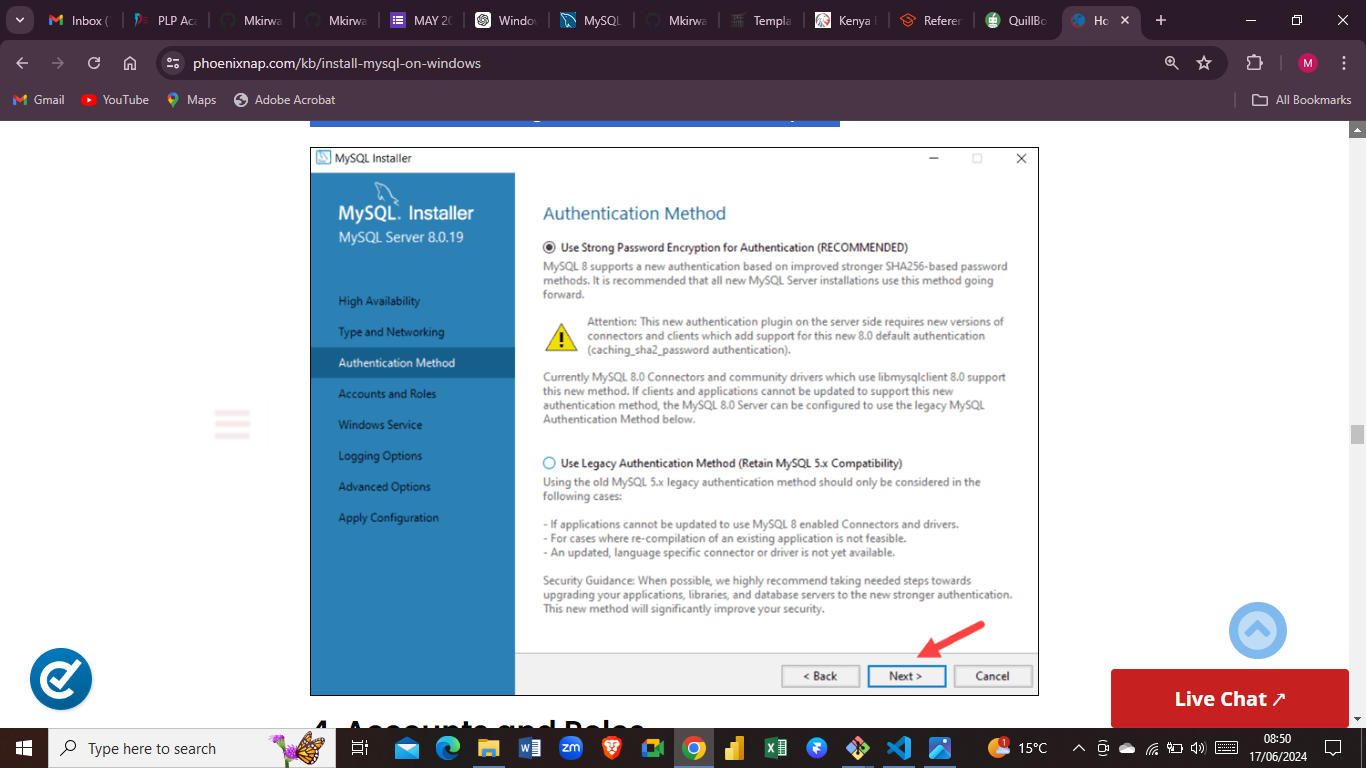 Inbox (
PLP Aca
Mkirwa
Mkirwa
MAY 20
Windov
MySQL
Mkirwa
Templa
Kenya
Referer
QuillBo
Ho
phoenixnap.com/kb/install-mysql-on-windows
M
Gmail
YouTube
Maps
Adobe Acrobat
All Bookmarks
MySQL Installer
MySQL. Installer
MySQL Server 8.0.19
High Availability
Type and Networking
Authentication Method
Accounts and Roles
Windows Service
Logging Options
Advanced Options
Apply Configuration
Authentication Method
Use Strong Password Encryption for Authentication (RECOMMENDED)
MySQL 8 supports a new authentication based on improved stronger SHA256-based password
methods. It is recommended that all new MySQL Server installations use this method going
forward.
Attention: This new authentication plugin on the server side requires new versions of
connectors and clients which add support for this new 8.0 default authentication
(caching_sha2_password authentication).
Currently MySQL 8.0 Connectors and community drivers which use libmysqlclient 8.0 support
this new method. If clients and applications cannot be updated to support this new
authentication method, the MySQL 8.0 Server can be configured to use the legacy MySQL
Authentication Method below.
Use Legacy Authentication Method (Retain MySQL 5.x Compatibility)
Using the old MySQL 5.x legacy authentication method should only be considered in the
following cases:
- If applications cannot be updated to use MySQL 8 enabled Connectors and drivers.
- For cases where re-compilation of an existing application is not feasible.
- An updated, language specific connector or driver is not yet available.
Security Guidance: When possible, we highly recommend taking needed steps towards
upgrading your applications, libraries, and database servers to the new stronger authentication.
This new method will significantly improve your security.
< Back
Next >
Cancel
Live Chat
4. Accounts and Roles
Type here to search
zm
1
15°C
08:50
17/06/2024